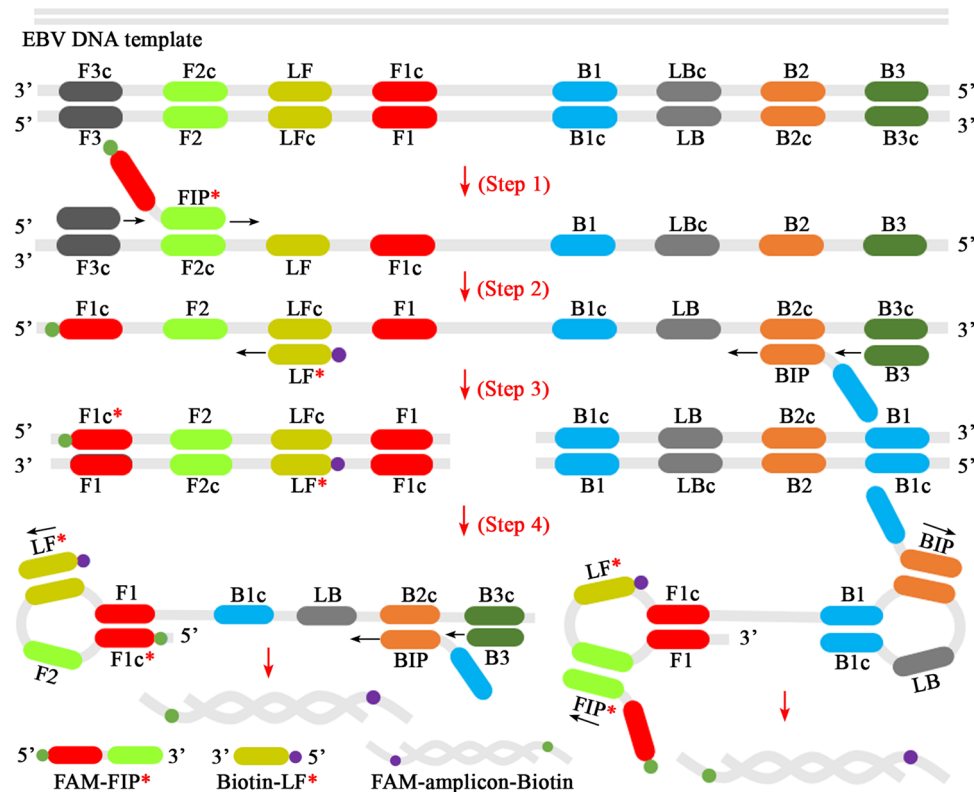 EBV DNA template
F3c F2c LF F1c B1 LBc B2 B3
3’ 5’
5’ 3’
F3 F2 LFc F1 B1c LB B2c B3c
(Step 1)
FIP*
5’ B1 LBc B2 B3
3’ 5’
F3c F2c LF F1c
(Step 2)
F1c F2 LFc F1 B1c LB B2c B3c
5’ 3’
LF* BIP B3
(Step 3)
F1c* F2 LFc F1 B1c LB B2c B1
5’ 3’
3’ 5’
F1 F2c LF* F1c B1 LBc B2 B1c
(Step 4)
LF* BIP
F1 B1c LB B2c B3c LF* F1c B1
5’ 3’
F2 F1c* BIP B3 F1 B1c LB
FIP*
5’ 3’ 3’ 5’
FAM-FIP* Biotin-LF* FAM-amplicon-Biotin